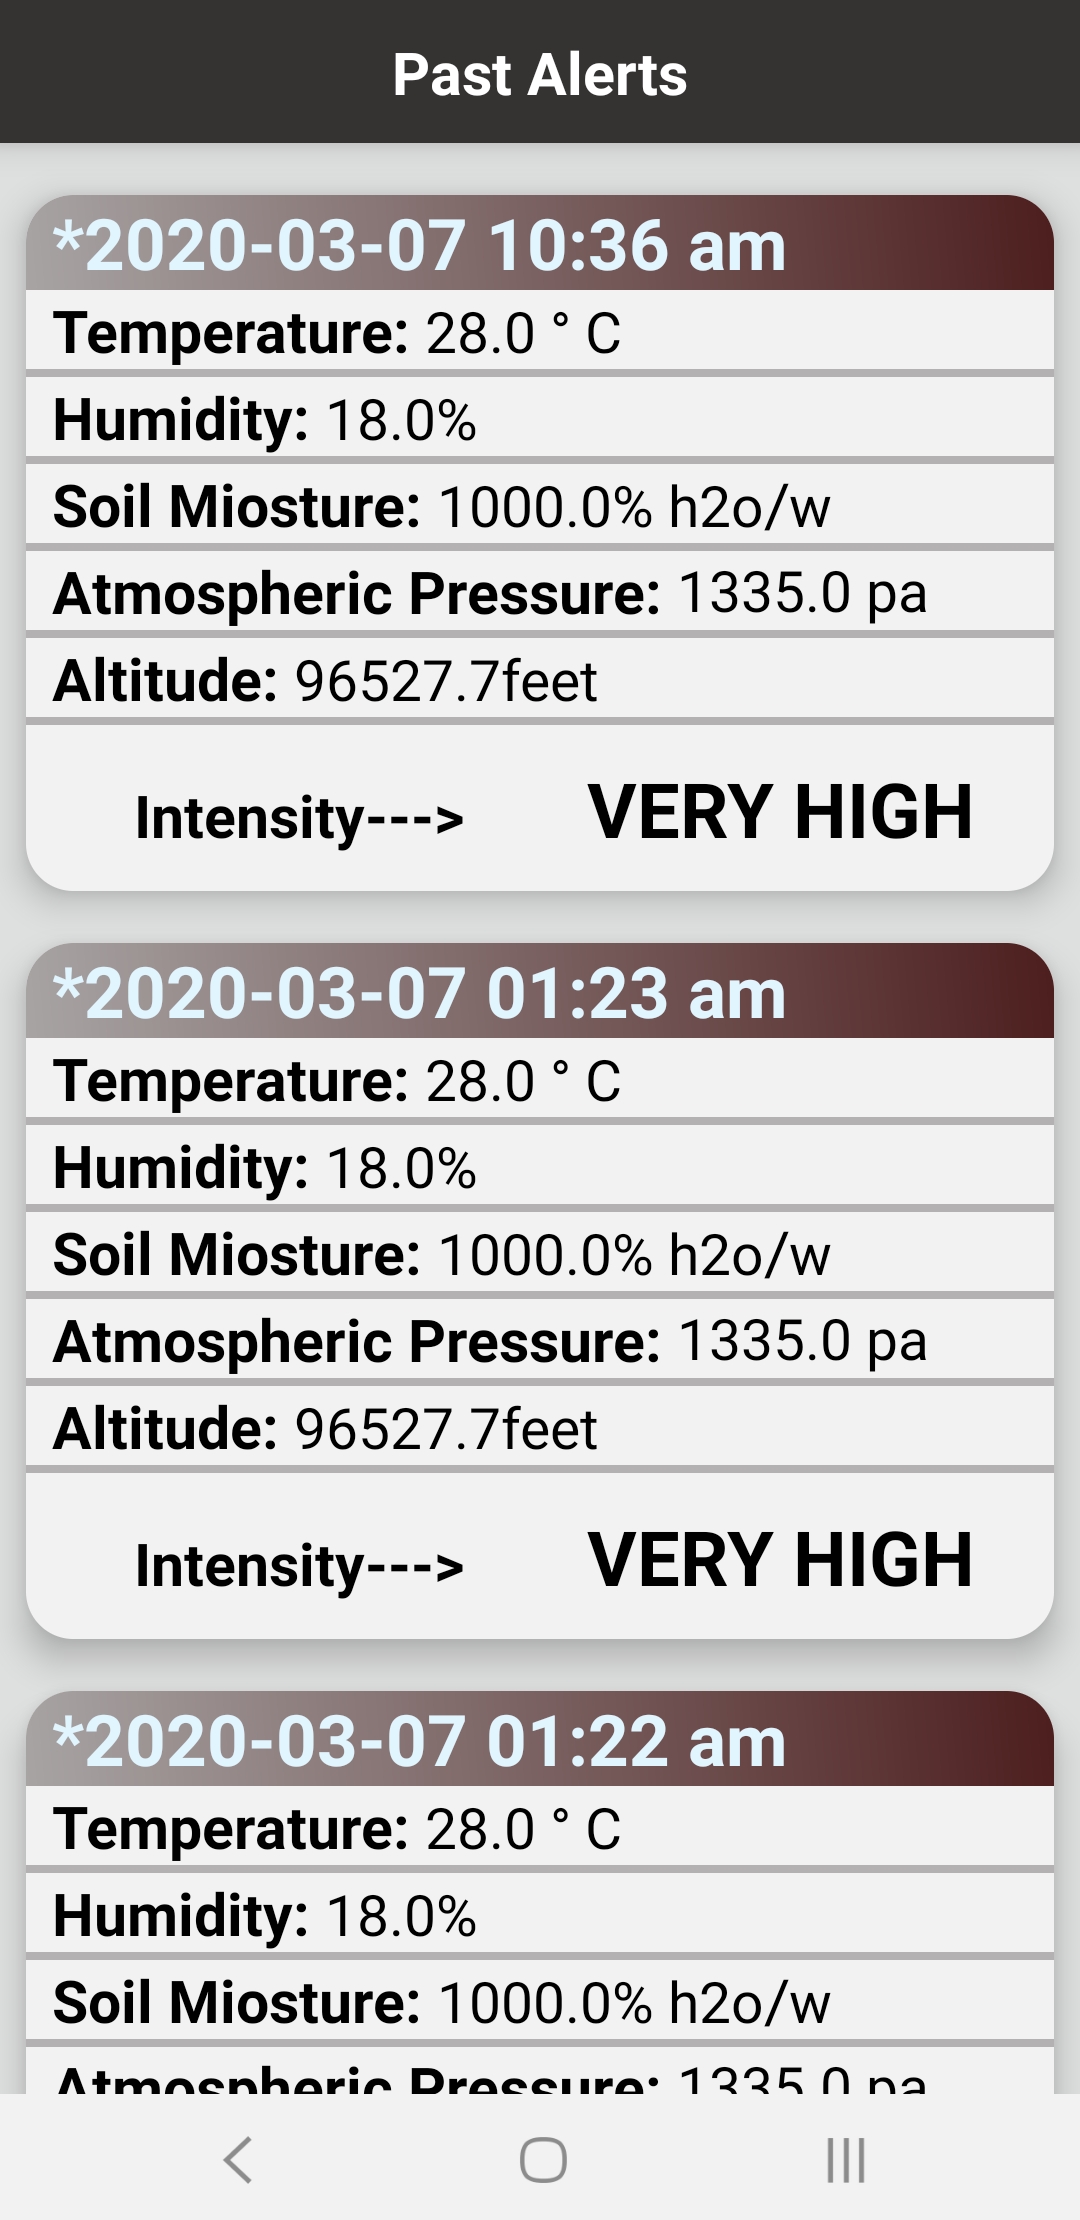 Past Alerts
*2020-03-07 10:36 am
Temperature: 28.0 ° C
Humidity: 18.0%
Soil Miosture: 1000.0% h2o/w
Atmospheric Pressure: 1335.0 pa
Altitude: 96527.7feet
Intensity---> VERY HIGH
*2020-03-07 01:23 am
Temperature: 28.0 ° C
Humidity: 18.0%
Soil Miosture: 1000.0% h2o/w
Atmospheric Pressure: 1335.0 pa
Altitude: 96527.7feet
Intensity---> VERY HIGH
*2020-03-07 01:22 am
Temperature: 28.0 ° C
Humidity: 18.0%
Soil Miosture: 1000.0% h2o/w
Atmospheric Pressure: 1335.0 pa